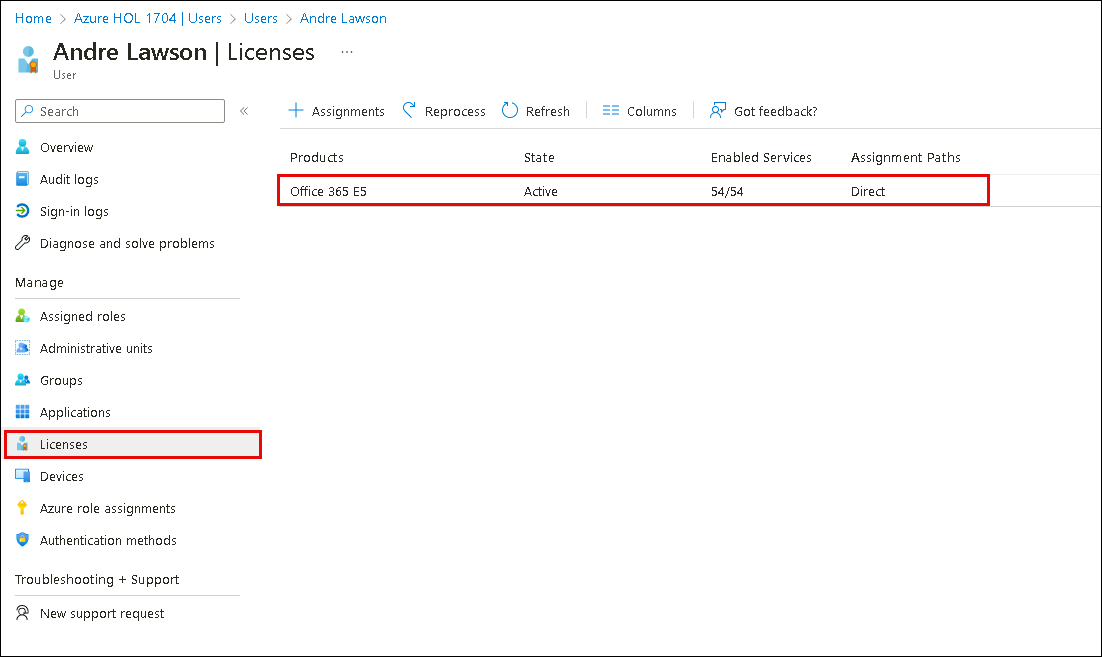 Home > Azure HOL 1704 | Users > Users > Andre Lawson
Andre Lawson | Licenses ...
User
Search «
Overview
Audit logs
Sign-in logs
Diagnose and solve problems
Manage
Assigned roles
Administrative units
Groups
Applications
Licenses
Devices
Azure role assignments
Authentication methods
Troubleshooting + Support
New support request
Assignments Reprocess Refresh Columns Got feedback?
Products State Enabled Services Assignment Paths
Office 365 E5 Active 54/54 Direct